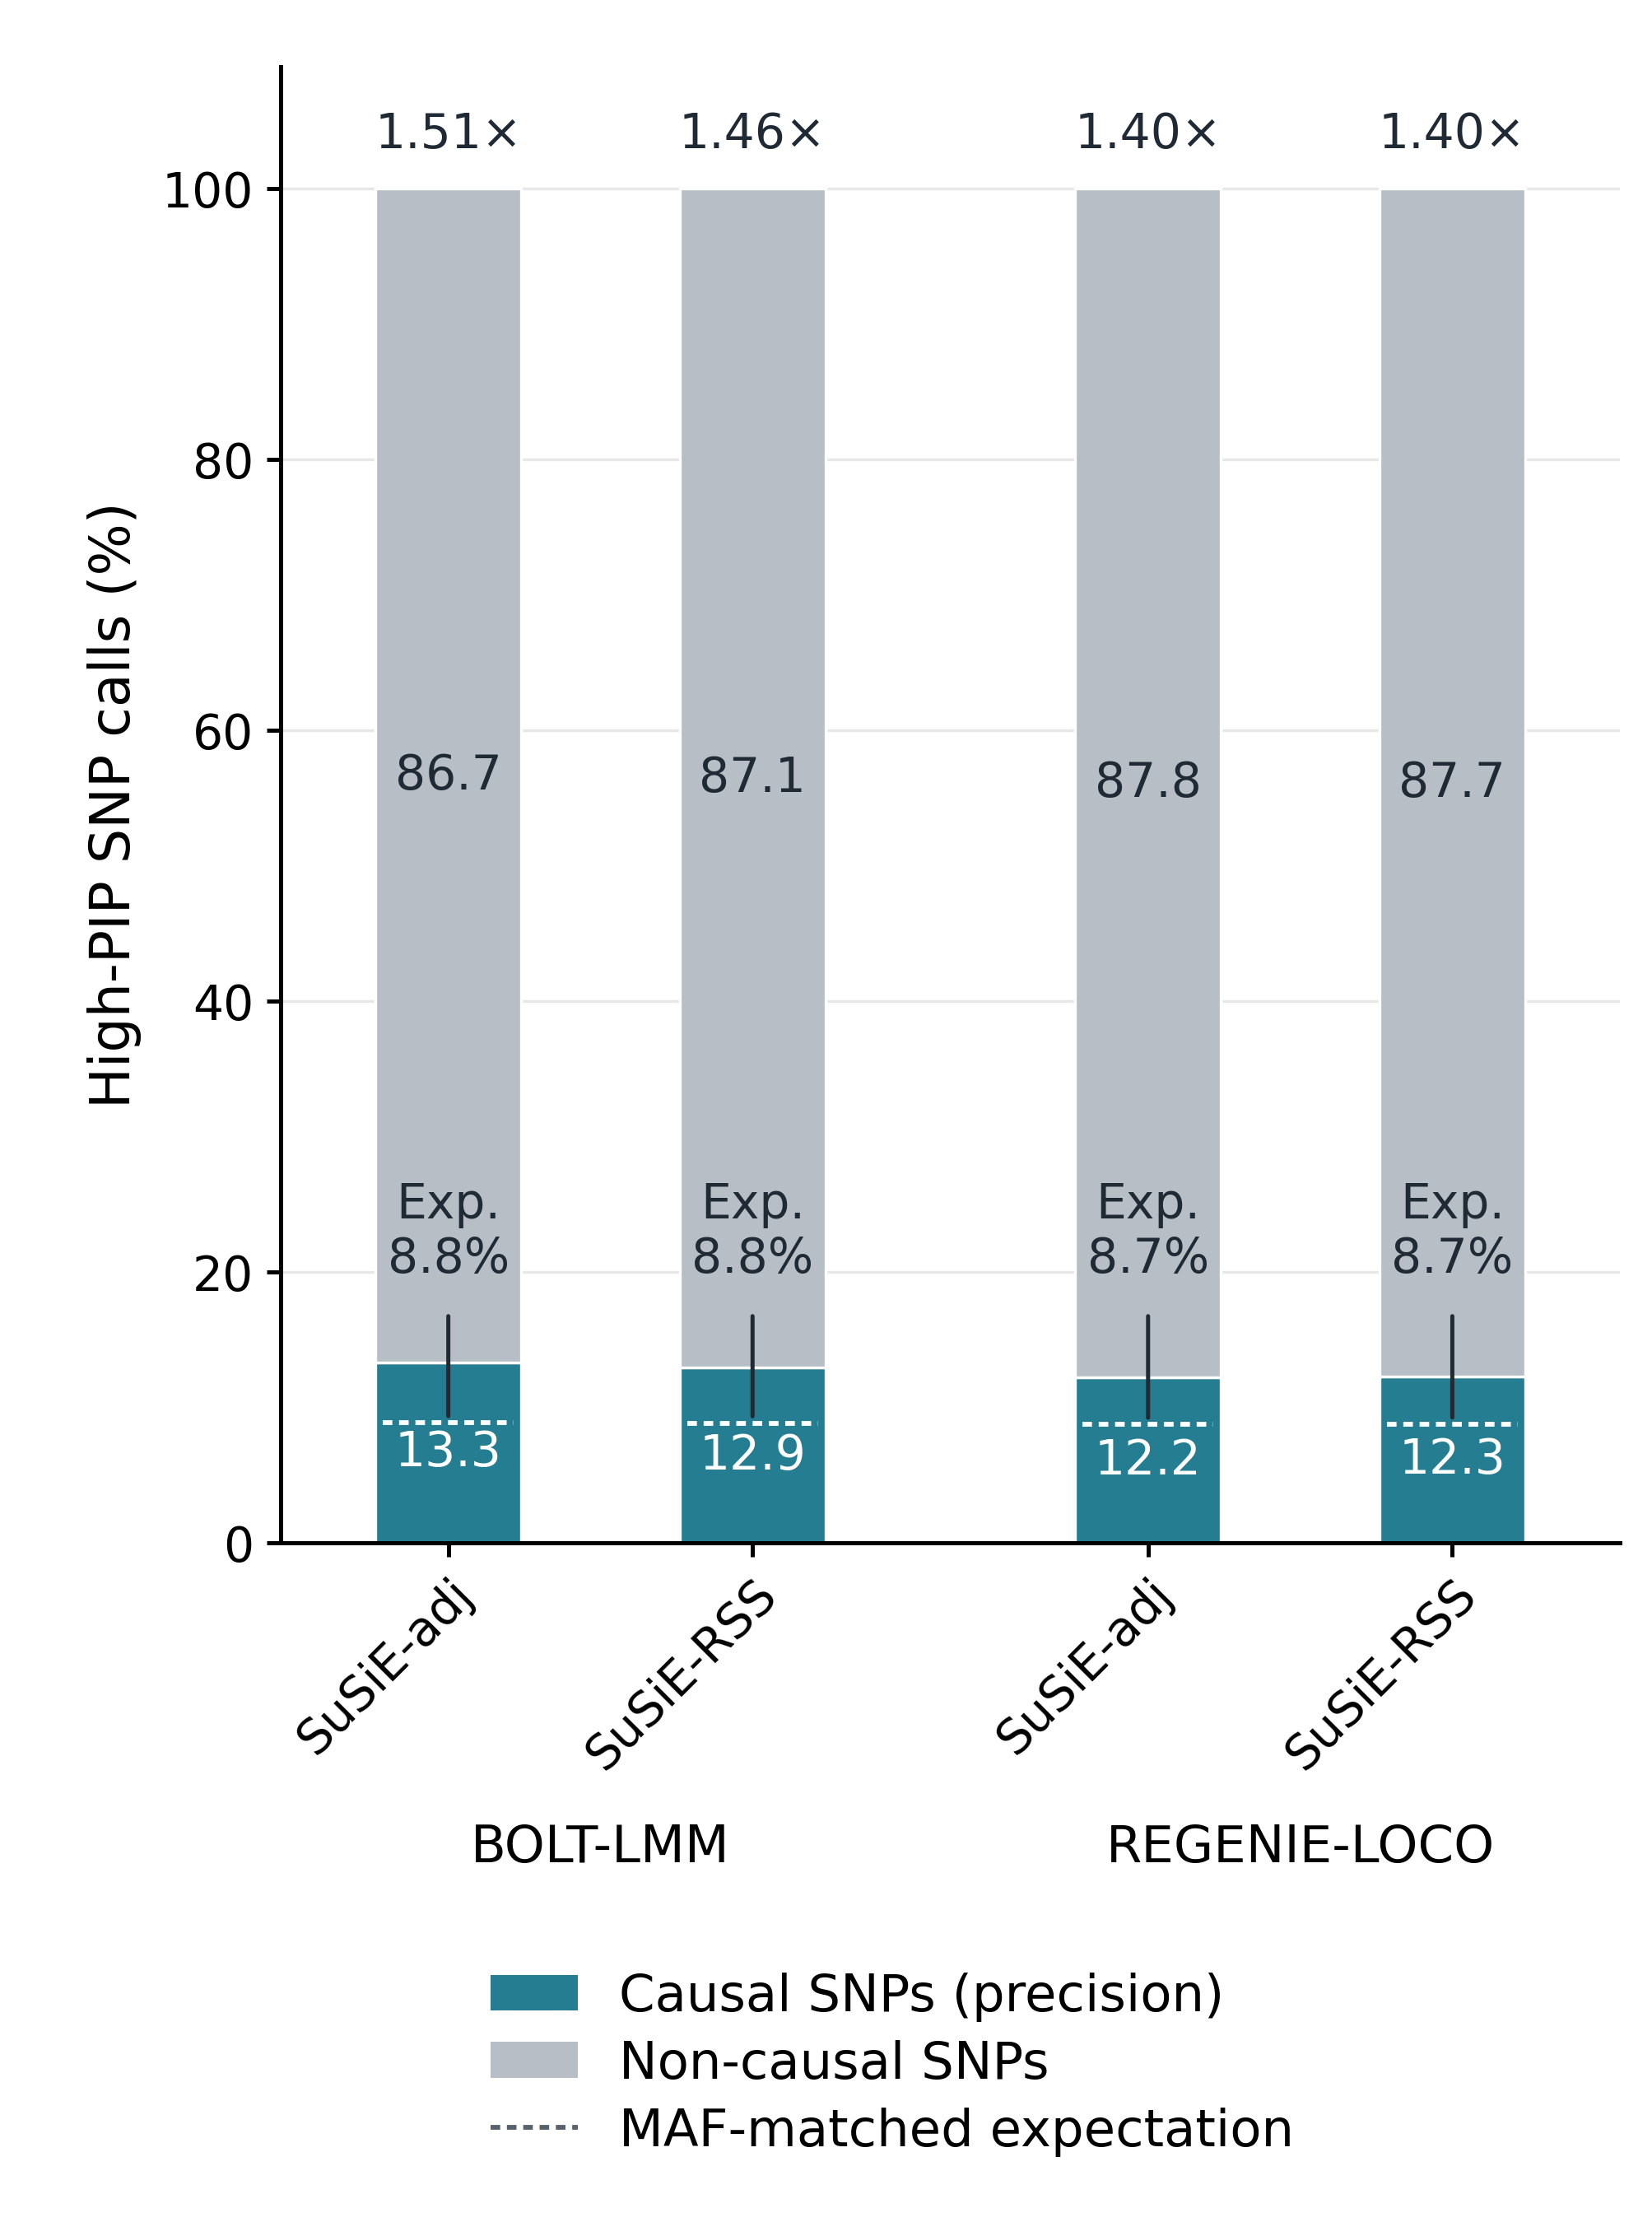 1.51× 1.46× 1.40× 1.40×
100
80
60
40
20
0
High-PIP SNP calls (%)
86.7 87.1 87.8 87.7
Exp. Exp. Exp. Exp.
8.8% 8.8% 8.7% 8.7%
13.3 12.9 12.2 12.3
SuSiE-adj SuSiE-RSS SuSiE-adj SuSiE-RSS
BOLT-LMM REGENIE-LOCO
Causal SNPs (precision)
Non-causal SNPs
MAF-matched expectation